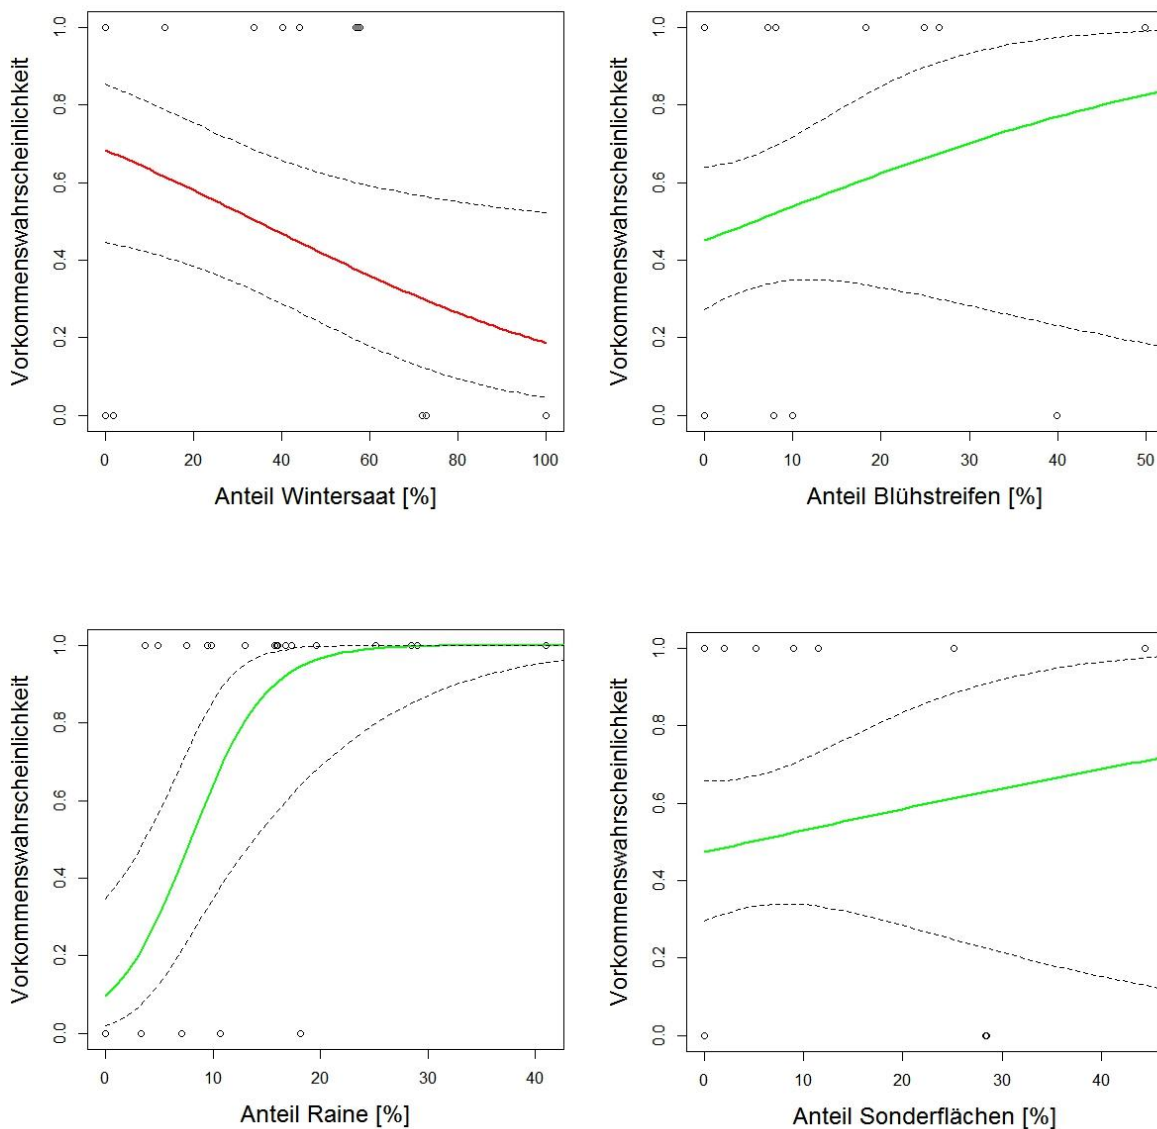 Vorkommenswahrscheinlichkeit
1.0
0.8
0.6
0.4
0.2
0.0
0 20 40 60 80 100
Anteil Wintersaat [%]
Vorkommenswahrscheinlichkeit
1.0
0.8
0.6
0.4
0.2
0.0
0 10 20 30 40 50
Anteil Blühstreifen [%]
Vorkommenswahrscheinlichkeit
1.0
0.8
0.6
0.4
0.2
0.0
0 10 20 30 40
Anteil Raine [%]
Vorkommenswahrscheinlichkeit
1.0
0.8
0.6
0.4
0.2
0.0
0 10 20 30 40
Anteil Sonderflächen [%]